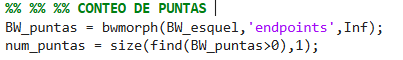 %% %% %% CONTEO DE PUNTAS
BW_puntas = bwmorph(BW_esquel,'endpoints',Inf);
num_puntas = size(find(BW_puntas>0),1);